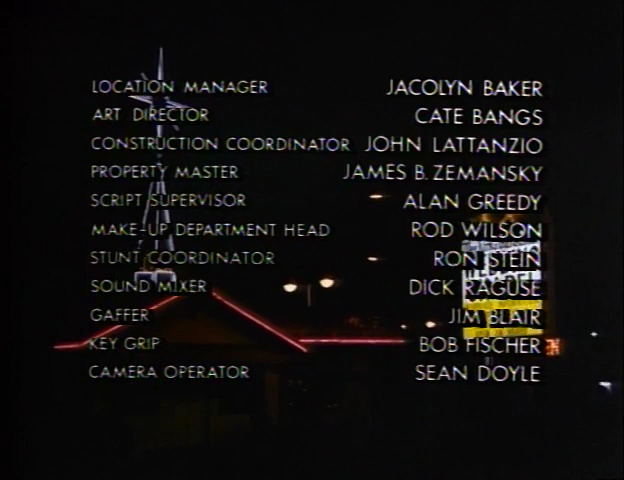 LOCATION MANAGER JACOLYN BAKER
ART DIRECTOR CATE BANGS
CONSTRUCTION COORDINATOR JOHN LATTANZIO
PROPERTY MASTER JAMES B. ZEMANSKY
SCRIPT SUPERVISOR ALAN GREEDY
MAKE-UP DEPARTMENT HEAD ROD WILSON
STUNT COORDINATOR RON STEIN
SOUND MIXER DICK RAGUSE
GAFFER JIM BLAIR
KEY GRIP BOB FISCHER
CAMERA OPERATOR SEAN DOYLE